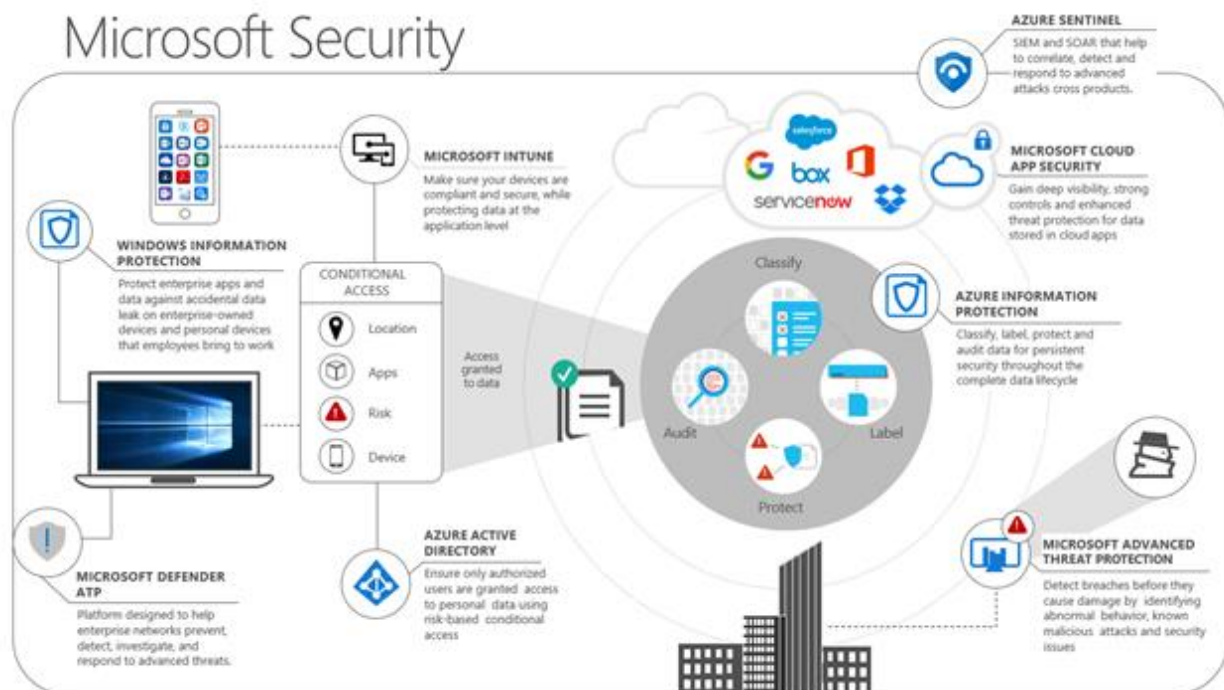 Microsoft Security
AZURE SENTINEL
SIEM and SOAR that help
to correlate, detect and
respond to advanced
attacks cross products.
MICROSOFT INTUNE
Make sure your devices are
compliant and secure, while
protecting data at the
application level
salesforce
G
box
servicenow
MICROSOFT CLOUD
APP SECURITY
Gain deep visibility, strong
controls and enhanced
threat protection for data
stored in cloud apps
WINDOWS INFORMATION
PROTECTION
Protect enterprise apps and
data against accidental data
leak on enterprise-owned
devices and personal devices
that employees bring to work
CONDITIONAL
ACCESS
Location
Apps
Risk
Device
Access
granted
to data
Classify
Audit
Label
Protect
AZURE INFORMATION
PROTECTION
Classify, label, protect and
audit data for persistent
security throughout the
complete data lifecycle
MICROSOFT DEFENDER
ATP
Platform designed to help
enterprise networks prevent,
detect, investigate, and
respond to advanced threats.
AZURE ACTIVE
DIRECTORY
Ensure only authorized
users are granted access
to personal data using
risk-based conditional
access
MICROSOFT ADVANCED
THREAT PROTECTION
Detect breaches before they
cause damage by identifying
abnormal behavior, known
malicious attacks and security
issues